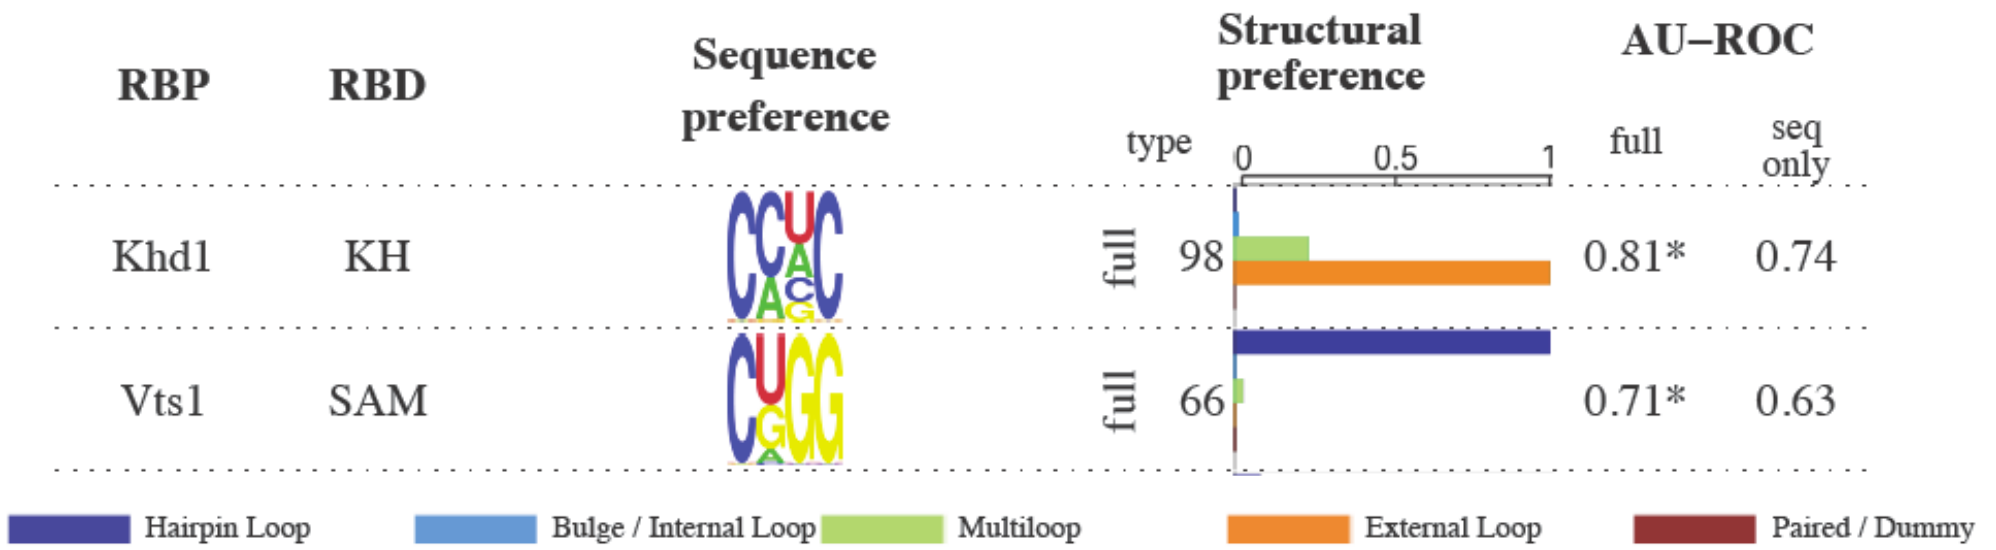 RBP RBD Sequence preference Structural preference AU–ROC
type 0 0.5 1 full seq only
Khd1 KH CCUC A A C G full 98 0.81* 0.74
Vts1 SAM CUGG G A full 66 0.71* 0.63
Hairpin Loop Bulge / Internal Loop Multiloop External Loop Paired / Dummy